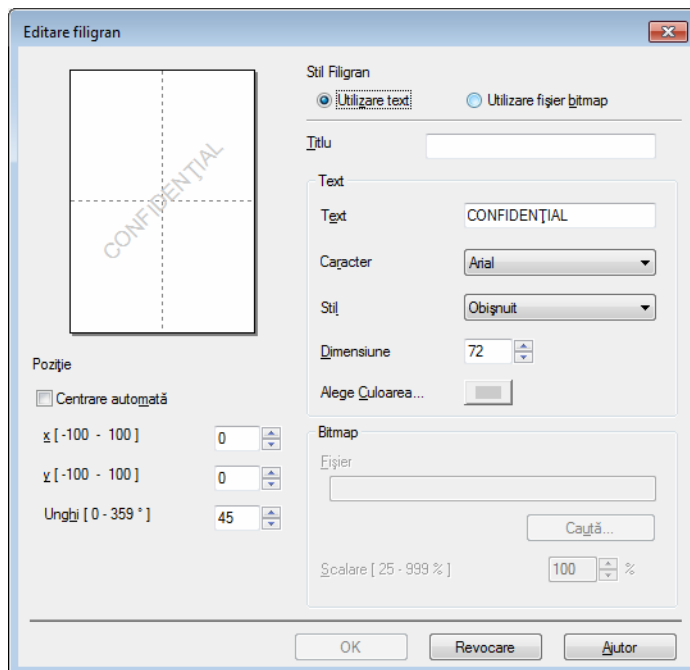 Editare filigran
CONFIDENŢIAL
Stil Filigran
Utilizare text
Utilizare fişier bitmap
Titlu
Text
Text
CONFIDENŢIAL
Caracter
Arial
Stil
Obişnuit
Dimensiune
72
Alege Culoarea...
Poziţie
Centrare automată
x [ -100 - 100 ]
0
y [ -100 - 100 ]
0
Unghi [ 0 - 359 ° ]
45
Bitmap
Fişier
Caută...
Scalare [ 25 - 999 % ]
100
%
OK
Revocare
Ajutor